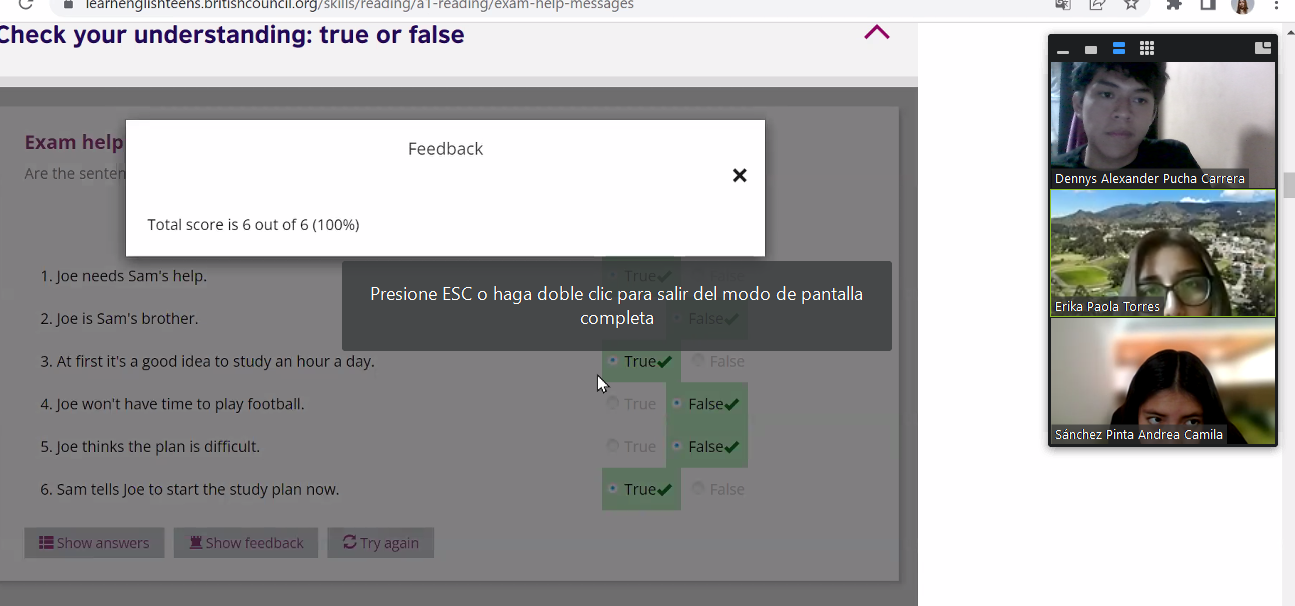 learnenglishteens.britishcouncil.org/skills/reading/a1-reading/exam-help-messages
Check your understanding: true or false
Exam help
Are the senten
Feedback
Total score is 6 out of 6 (100%)
1. Joe needs Sam's help. True
Presione ESC o haga doble clic para salir del modo de pantalla
completa
2. Joe is Sam's brother. False
3. At first it's a good idea to study an hour a day. True False
4. Joe won't have time to play football. True False
5. Joe thinks the plan is difficult. True False
6. Sam tells Joe to start the study plan now. True False
Show answers Show feedback Try again
Dennys Alexander Pucha Carrera
Erika Paola Torres
Sánchez Pinta Andrea Camila